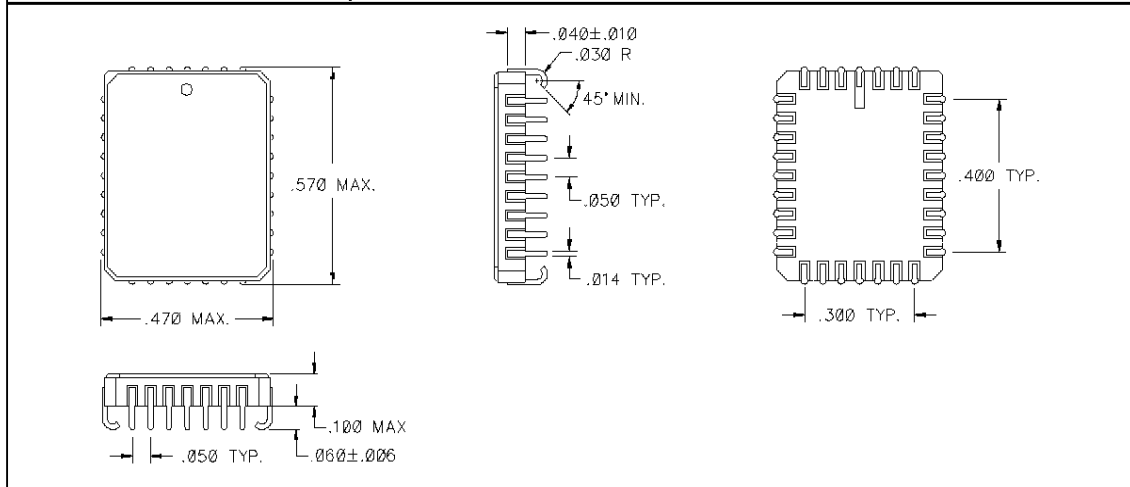 .040±.010
.030 R
45° MIN.
.570 MAX.
.050 TYP.
.400 TYP.
.014 TYP.
.470 MAX.
.300 TYP.
.100 MAX
.050 TYP.
.060±.006